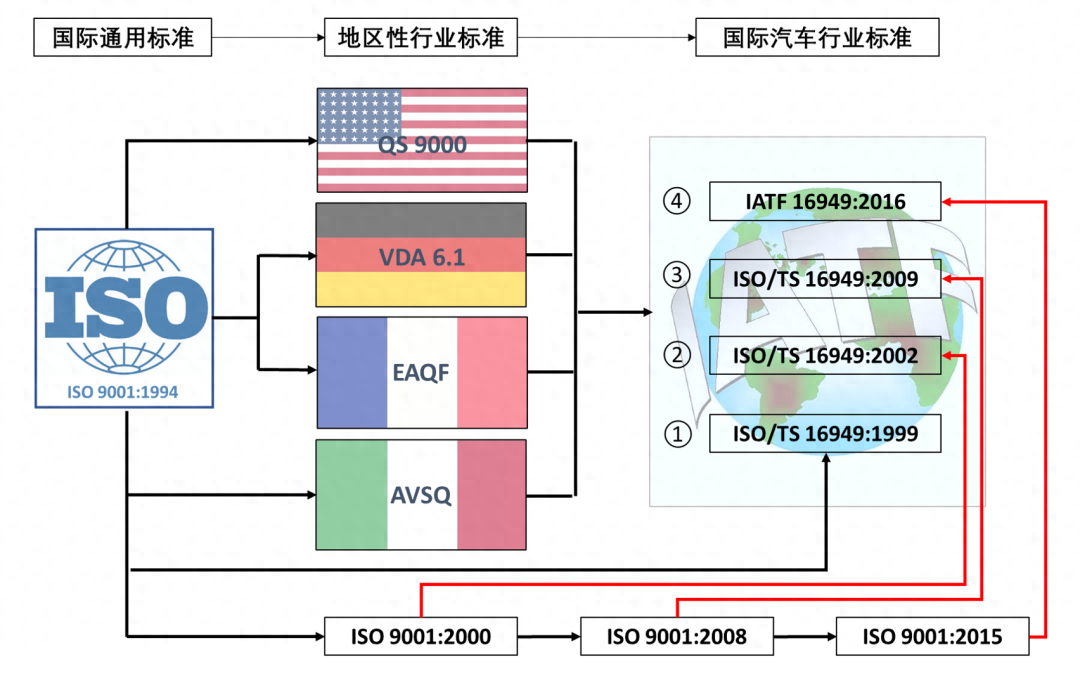 国际通用标准
地区性行业标准
国际汽车行业标准
QS 9000
VDA 6.1
EAQF
AVSQ
ISO
ISO 9001:1994
IATF
④ IATF 16949:2016
③ ISO/TS 16949:2009
② ISO/TS 16949:2002
① ISO/TS 16949:1999
ISO 9001:2000
ISO 9001:2008
ISO 9001:2015